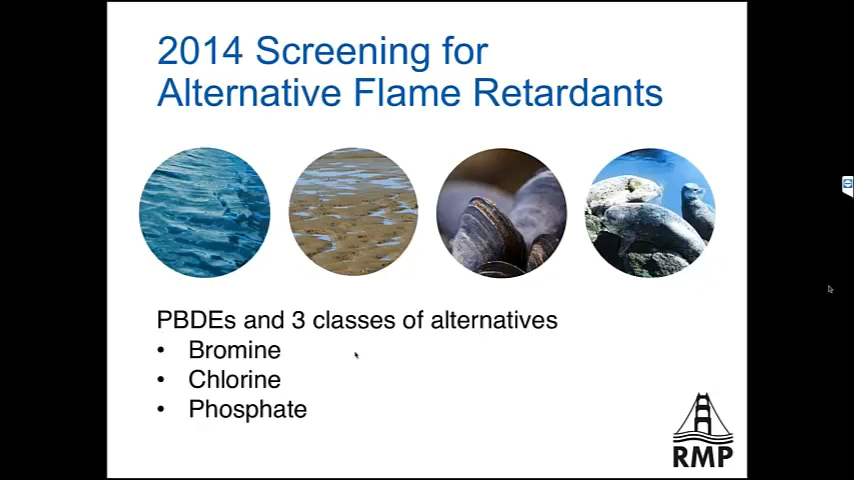 2014 Screening for
Alternative Flame Retardants
PBDEs and 3 classes of alternatives
• Bromine
• Chlorine
• Phosphate
RMP